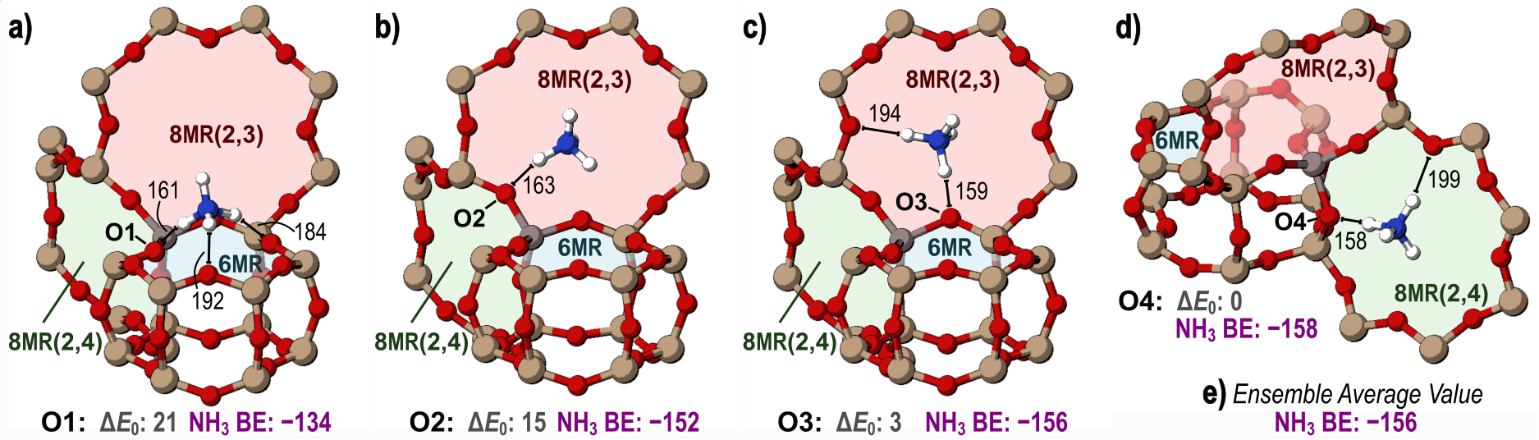 a)
8MR(2,3)
161
O1
184
6MR
192
8MR(2,4)
O1: ΔE₀: 21 NH₃ BE: −134
b)
8MR(2,3)
163
O2
6MR
8MR(2,4)
O2: ΔE₀: 15 NH₃ BE: −152
c)
8MR(2,3)
194
159
O3
6MR
8MR(2,4)
O3: ΔE₀: 3 NH₃ BE: −156
d)
8MR(2,3)
6MR
199
O4
158
8MR(2,4)
O4: ΔE₀: 0
NH₃ BE: −158
e) Ensemble Average Value
NH₃ BE: −156